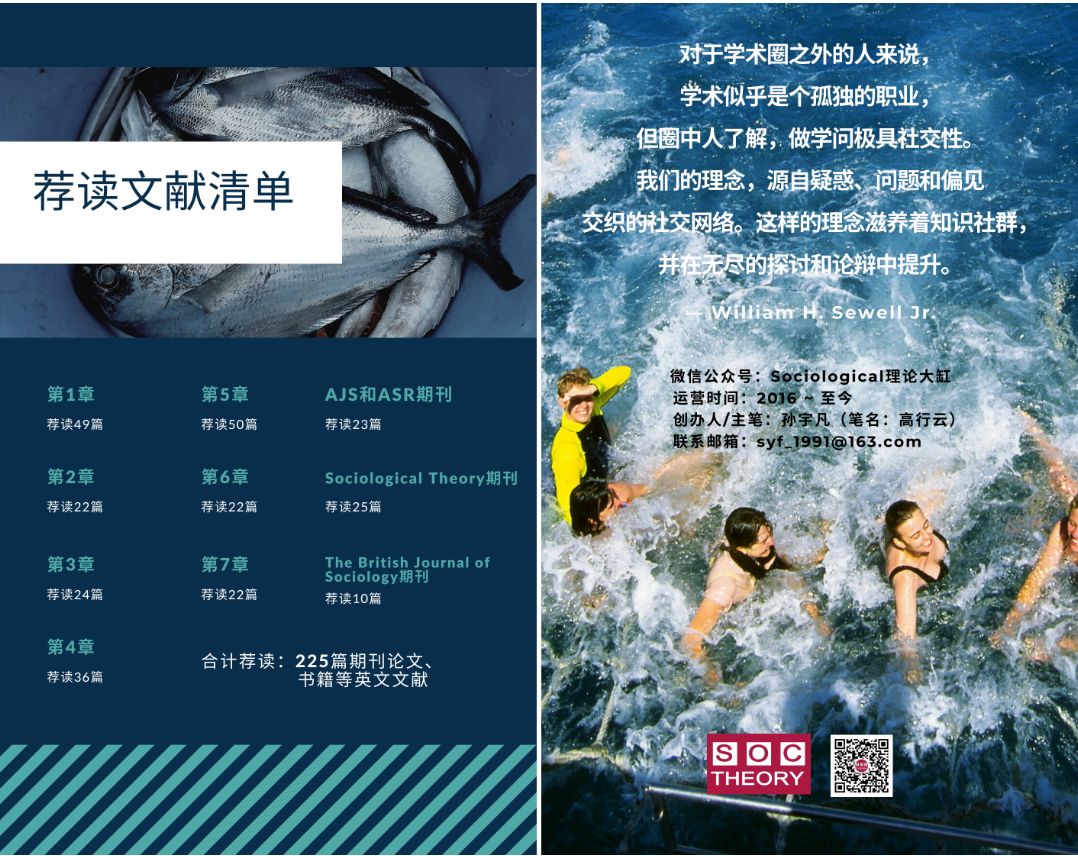 荐读文献清单
第1章
荐读49篇
第2章
荐读22篇
第3章
荐读24篇
第4章
荐读36篇
第5章
荐读50篇
第6章
荐读22篇
第7章
荐读22篇
AJS和ASR期刊
荐读23篇
Sociological Theory期刊
荐读25篇
The British Journal of
Sociology期刊
荐读10篇
合计荐读：225篇期刊论文、
书籍等英文文献
对于学术圈之外的人来说，
学术似乎是个孤独的职业，
但圈中人了解，做学问极具社交性。
我们的理念，源自疑惑、问题和偏见
交织的社交网络。这样的理念滋养着知识社群，
并在无尽的探讨和论辩中提升。
— William H. Sewell Jr.
微信公众号：Sociological理论大缸
运营时间：2016 ~ 至今
创办人/主笔：孙宇凡（笔名：高行云）
联系邮箱：syf_1991@163.com
SOC
THEORY